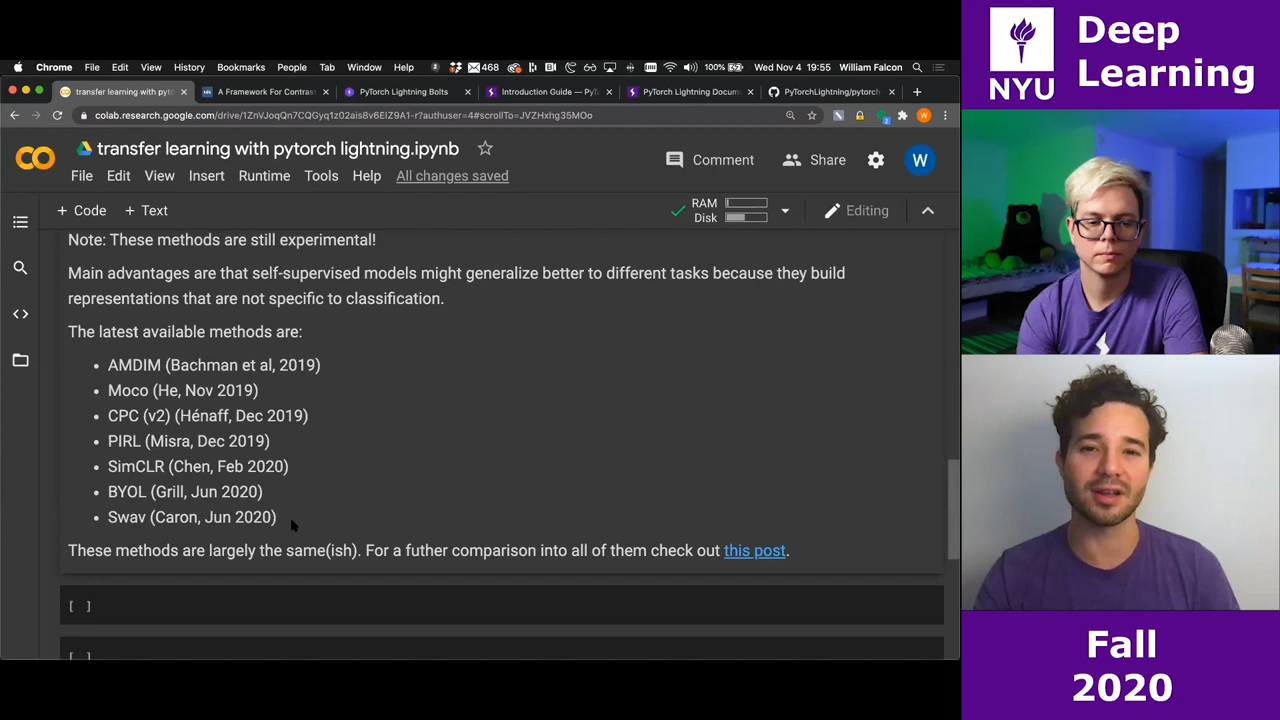 Chrome File Edit View History Bookmarks People Tab Window Help 468 100% Wed Nov 4 19:55 William Falcon
transfer learning with pyto
A Framework For Contrast
PyTorch Lightning Bolts
Introduction Guide — PyTo
PyTorch Lightning Docum
PyTorchLightning/pytorch
colab.research.google.com/drive/1ZnVJoqQn7CQGyq1z02ais8v6EIZ9A1-r?authuser=4#scrollTo=JVZHxhg35MOo
transfer learning with pytorch lightning.ipynb
Comment
Share
W
File Edit View Insert Runtime Tools Help All changes saved
+ Code + Text
RAM
Disk
Editing
Note: These methods are still experimental!
Main advantages are that self-supervised models might generalize better to different tasks because they build
representations that are not specific to classification.
The latest available methods are:
AMDIM (Bachman et al, 2019)
Moco (He, Nov 2019)
CPC (v2) (Hénaff, Dec 2019)
PIRL (Misra, Dec 2019)
SimCLR (Chen, Feb 2020)
BYOL (Grill, Jun 2020)
Swav (Caron, Jun 2020)
These methods are largely the same(ish). For a futher comparison into all of them check out this post.
[ ]
[ ]
NYU
Deep
Learning
Fall
2020